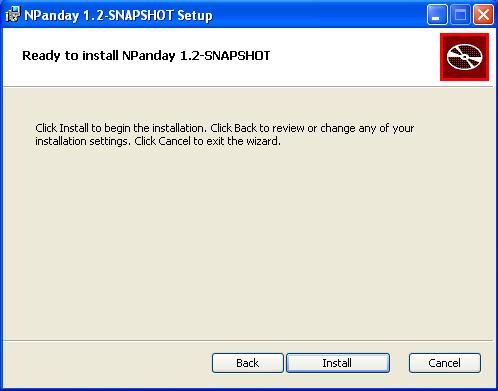 NPanday 1.2-SNAPSHOT Setup
Ready to install NPanday 1.2-SNAPSHOT
Click Install to begin the installation. Click Back to review or change any of your
installation settings. Click Cancel to exit the wizard.
Back Install Cancel